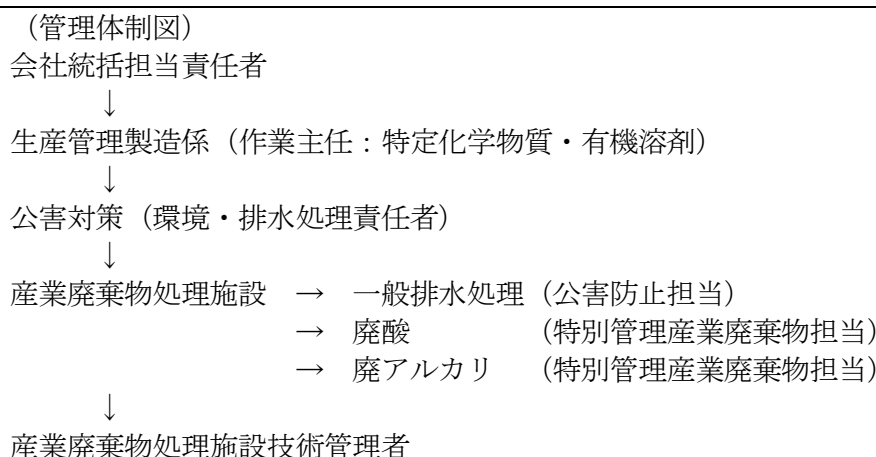 （管理体制図）
会社統括担当責任者
↓
生産管理製造係（作業主任：特定化学物質・有機溶剤）
↓
公害対策（環境・排水処理責任者）
↓
産業廃棄物処理施設 → 一般排水処理（公害防止担当）
→ 廃酸 （特別管理産業廃棄物担当）
→ 廃アルカリ （特別管理産業廃棄物担当）
↓
産業廃棄物処理施設技術管理者